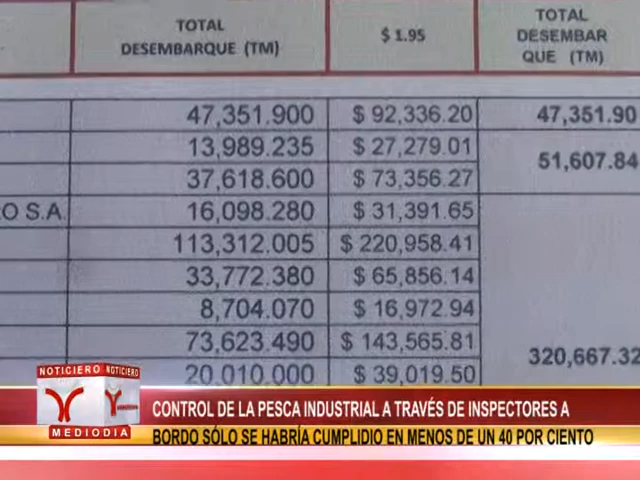 TOTAL
DESEMBARQUE (TM)
$ 1.95
TOTAL
DESEMBAR
QUE (TM)
47,351.900 $ 92,336.20 47,351.90
13,989.235 $ 27,279.01
51,607.84
37,618.600 $ 73,356.27
O S.A. 16,098.280 $ 31,391.65
113,312.005 $ 220,958.41
33,772.380 $ 65,856.14
8,704.070 $ 16,972.94
73,623.490 $ 143,565.81
320,667.32
20,010.000 $ 39,019.50
NOTICIERO NOTICIERO
MEDIODIA
CONTROL DE LA PESCA INDUSTRIAL A TRAVÉS DE INSPECTORES A
BORDO SÓLO SE HABRÍA CUMPLIDIO EN MENOS DE UN 40 POR CIENTO